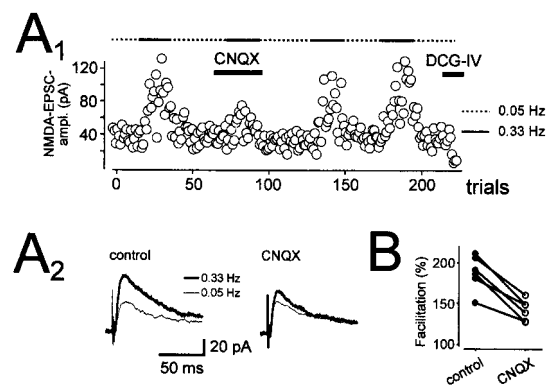 A1
CNQX
DCG-IV
NMDA-EPSC-
ampl. (pA)
120
80
40
0.05 Hz
0.33 Hz
0
50
100
150
200
trials
A2
control
CNQX
0.33 Hz
0.05 Hz
20 pA
50 ms
B
Facilitation (%)
200
150
100
control
CNQX